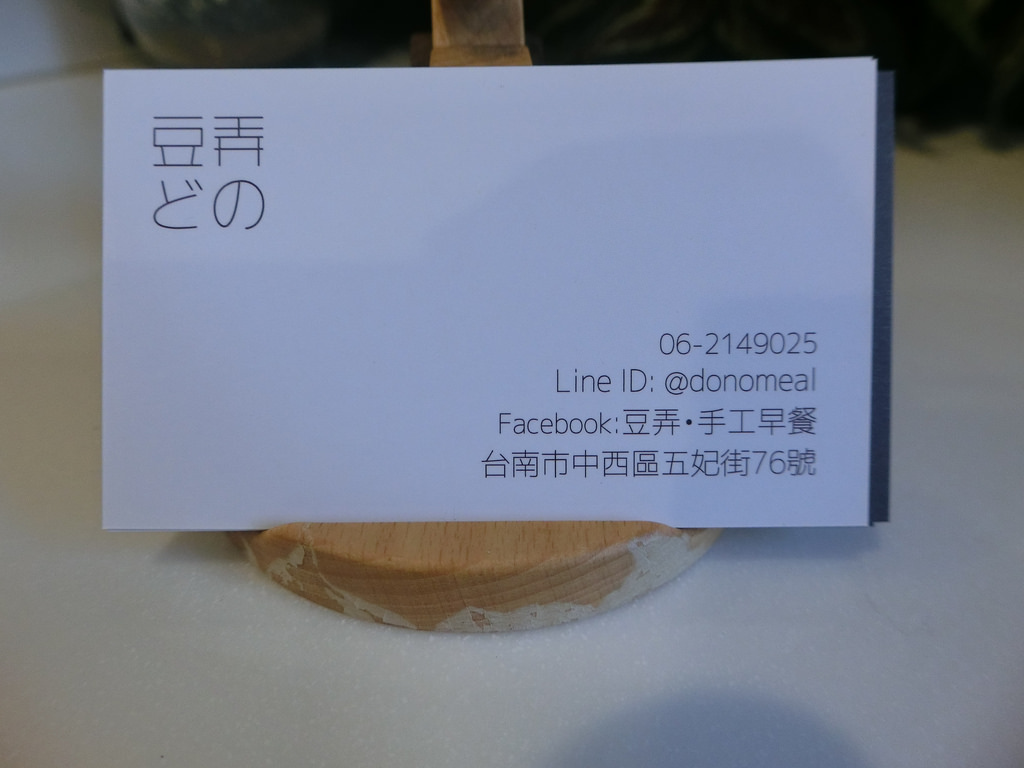 豆弄
どの
06-2149025
Line ID: @donomeal
Facebook:豆弄・手工早餐
台南市中西區五妃街76號